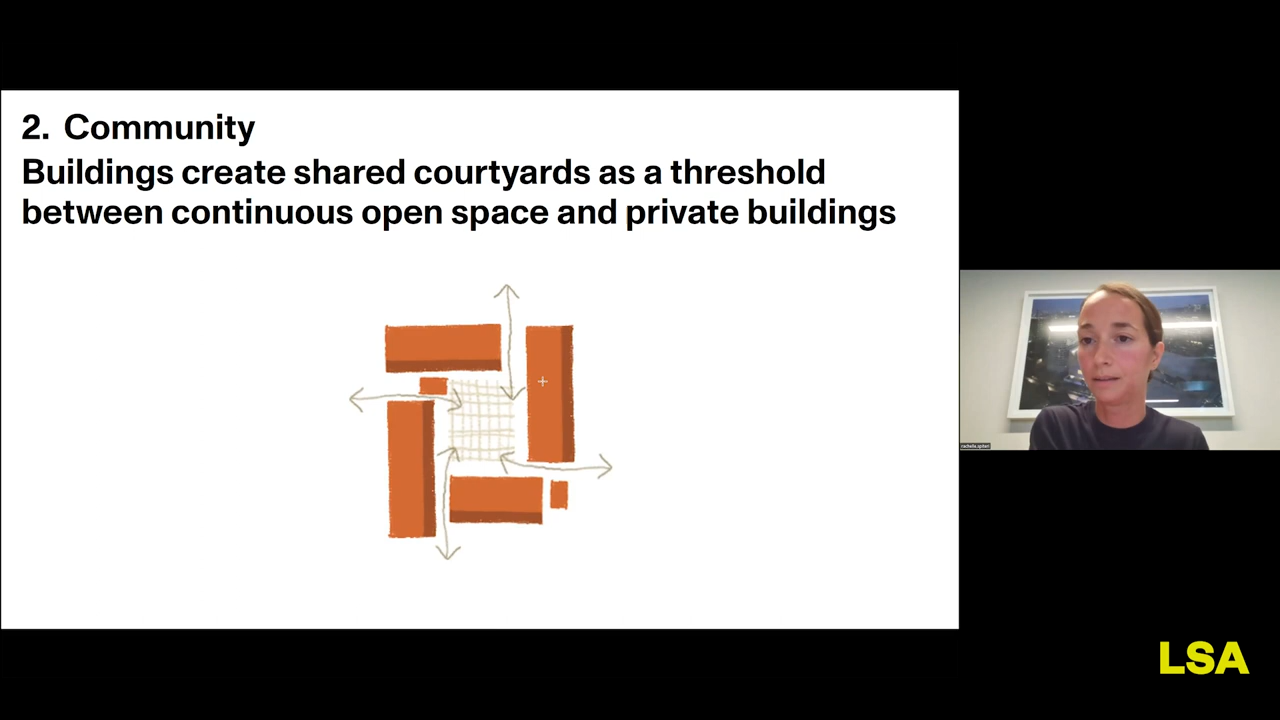 2. Community
Buildings create shared courtyards as a threshold
between continuous open space and private buildings
LSA